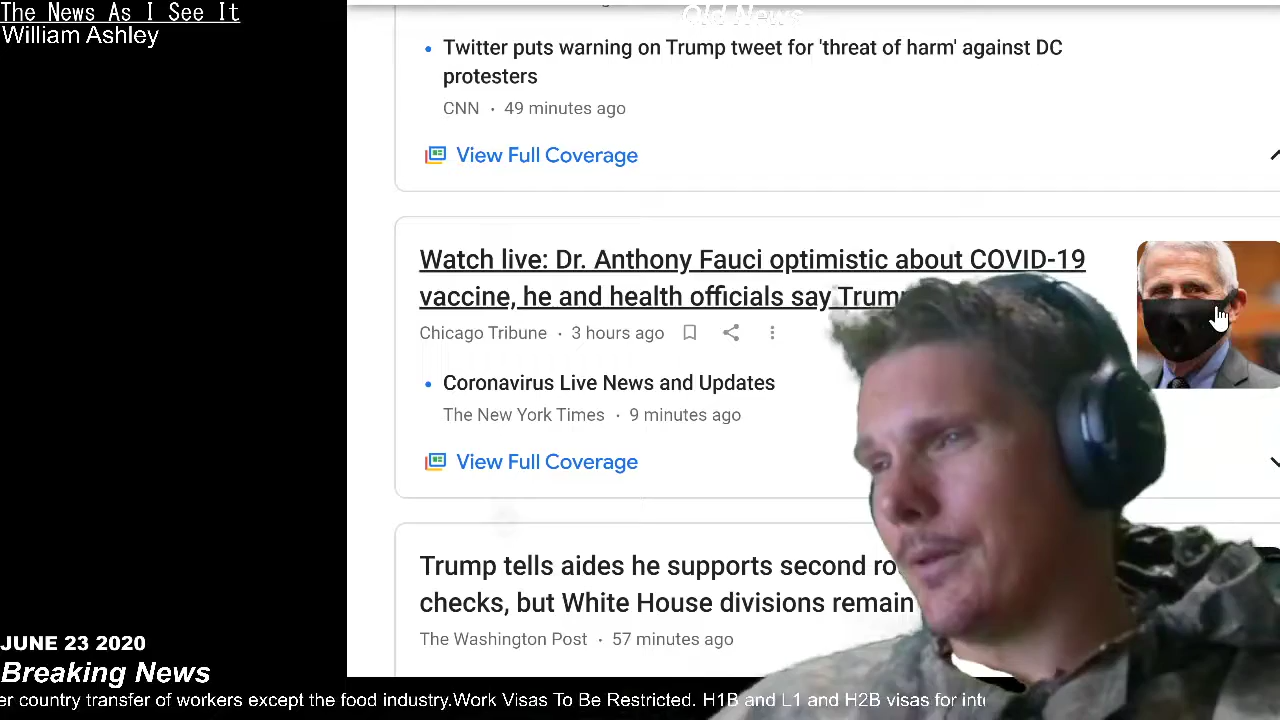 The News As I See It
William Ashley
Old News
Twitter puts warning on Trump tweet for 'threat of harm' against DC
protesters
CNN · 49 minutes ago
View Full Coverage
Watch live: Dr. Anthony Fauci optimistic about COVID-19
vaccine, he and health officials say Trum
Chicago Tribune · 3 hours ago
Coronavirus Live News and Updates
The New York Times · 9 minutes ago
View Full Coverage
Trump tells aides he supports second ro
checks, but White House divisions remain
The Washington Post · 57 minutes ago
JUNE 23 2020
Breaking News
er country transfer of workers except the food industry.Work Visas To Be Restricted. H1B and L1 and H2B visas for